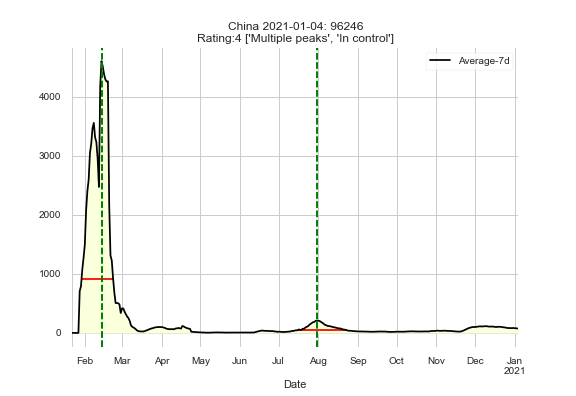 China 2021-01-04: 96246
Rating:4 ['Multiple peaks', 'In control']
Average-7d
4000
3000
2000
1000
0
Feb Mar Apr May Jun Jul Aug Sep Oct Nov Dec Jan
2021
Date